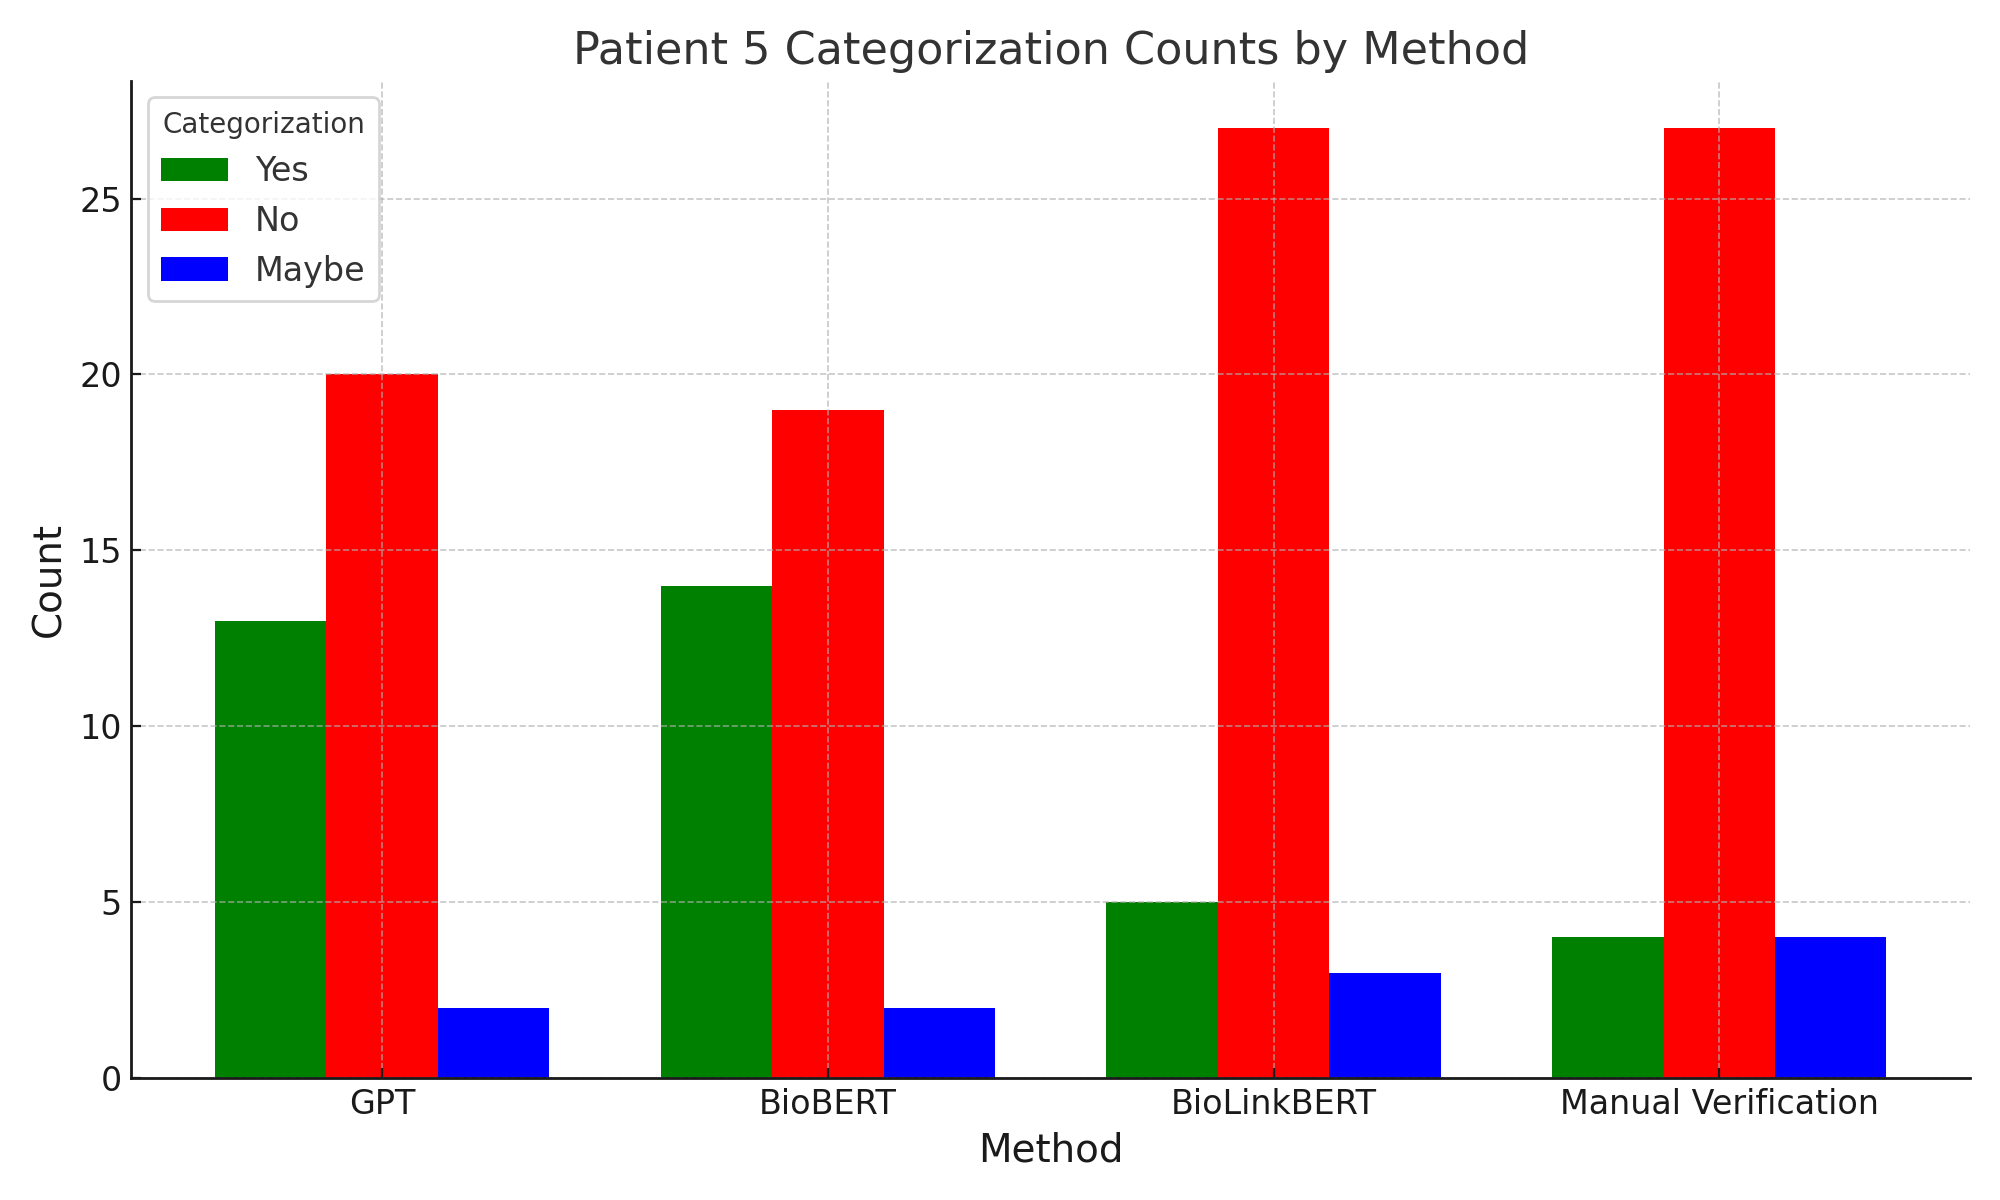 Patient 5 Categorization Counts by Method
Categorization
Yes
No
Maybe
25
20
15
10
5
0
Count
GPT
BioBERT
BioLinkBERT
Manual Verification
Method